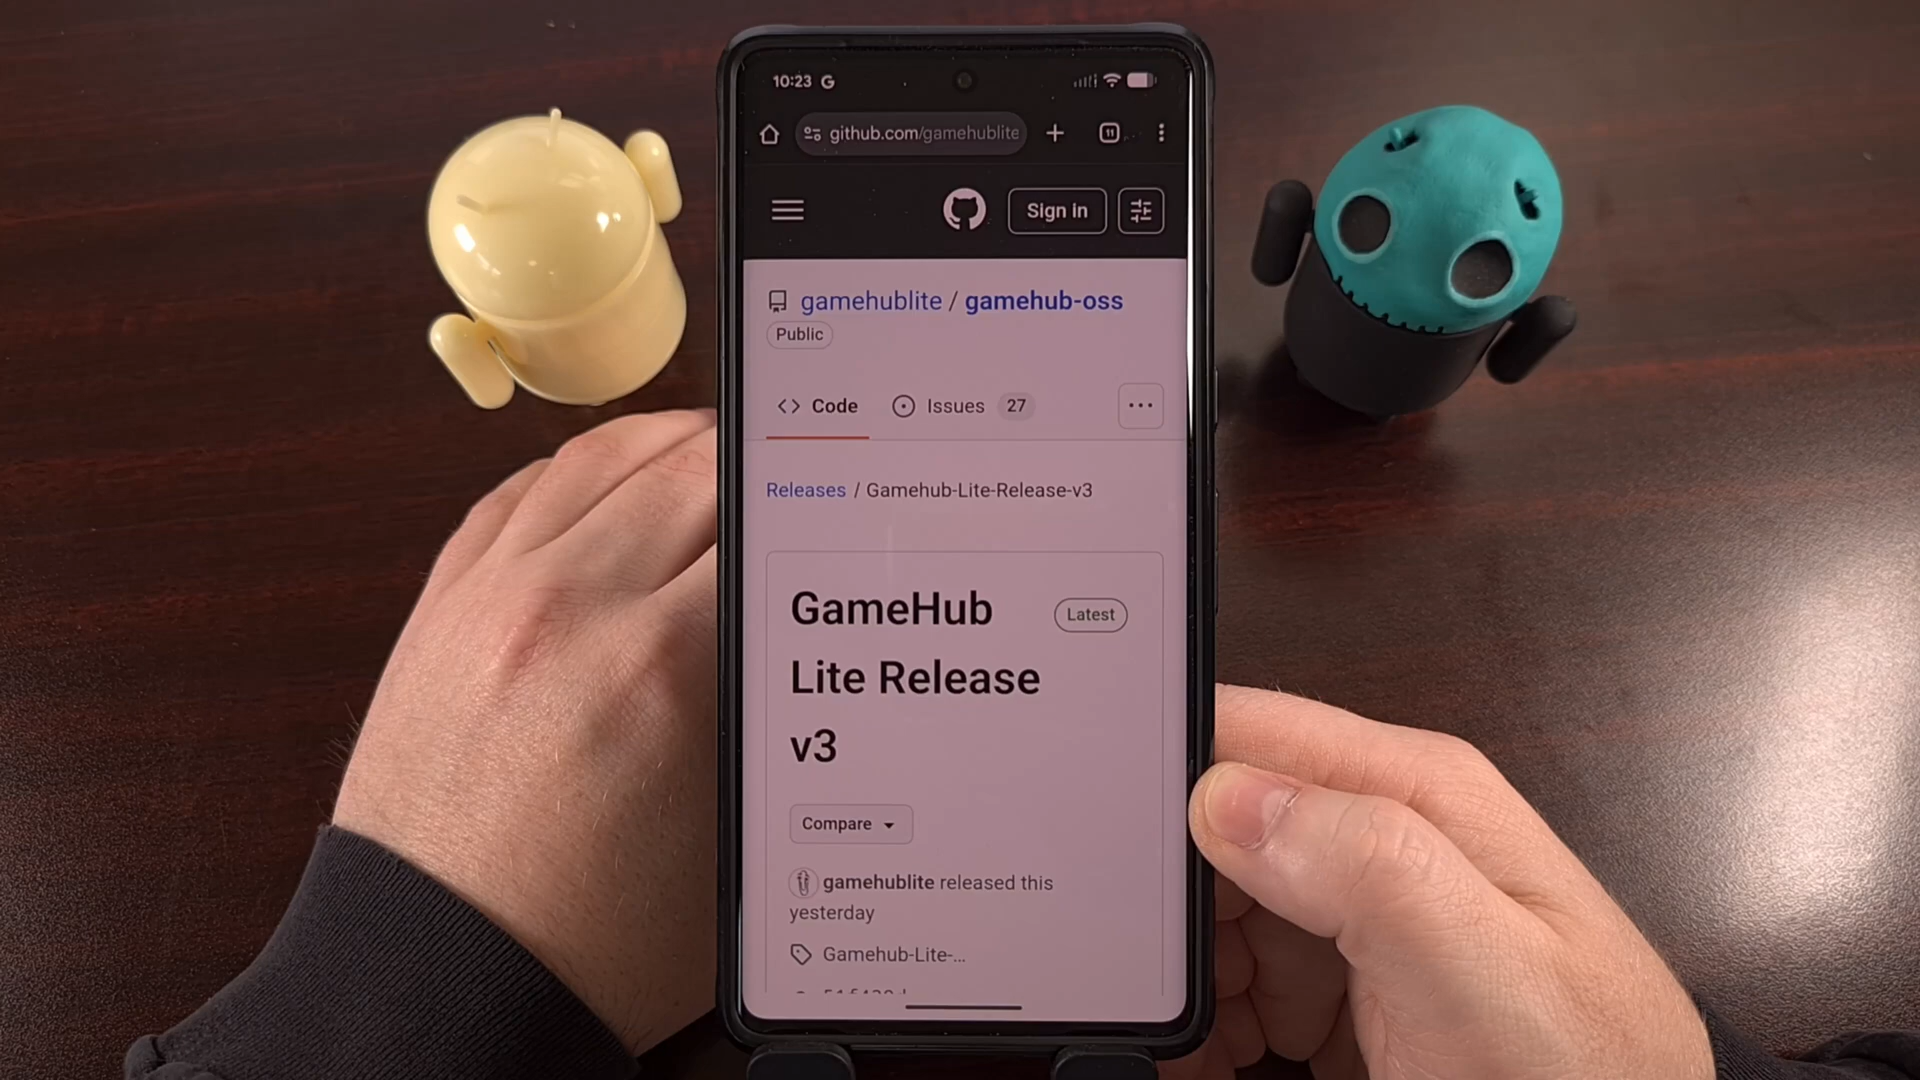 10:23 G
github.com/gamehublite
11
Sign in
gamehublite / gamehub-oss
Public
Code
Issues 27
Releases / Gamehub-Lite-Release-v3
GameHub
Latest
Lite Release
v3
Compare
gamehublite released this
yesterday
Gamehub-Lite-...